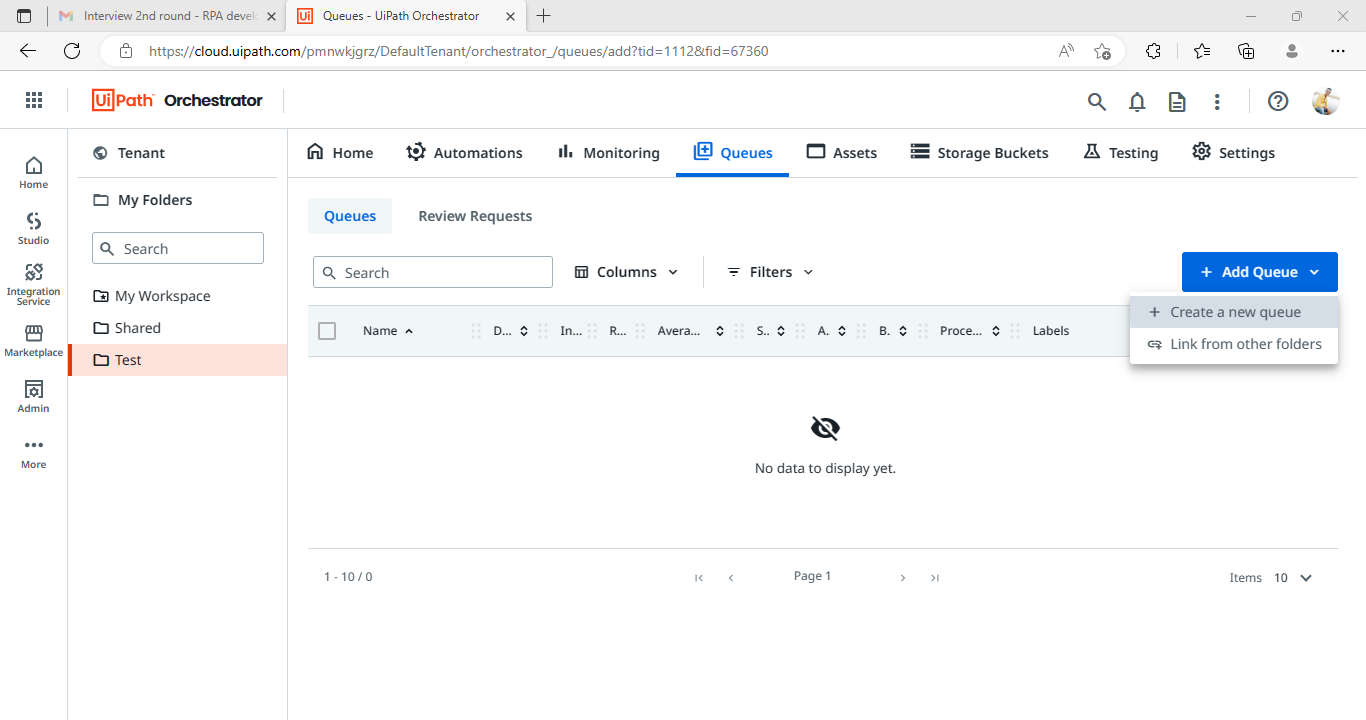 Interview 2nd round - RPA devel
Queues - UiPath Orchestrator
https://cloud.uipath.com/pmnwkjgrz/DefaultTenant/orchestrator_/queues/add?tid=1112&fid=67360
UiPath Orchestrator
Home
Studio
Integration
Service
Marketplace
Admin
More
Tenant
My Folders
Search
My Workspace
Shared
Test
Home Automations Monitoring Queues Assets Storage Buckets Testing Settings
Queues Review Requests
Search Columns Filters + Add Queue
+ Create a new queue
Link from other folders
Name D... In... R... Avera... S.. A. B. Proce... Labels
No data to display yet.
1 - 10 / 0 Page 1 Items 10